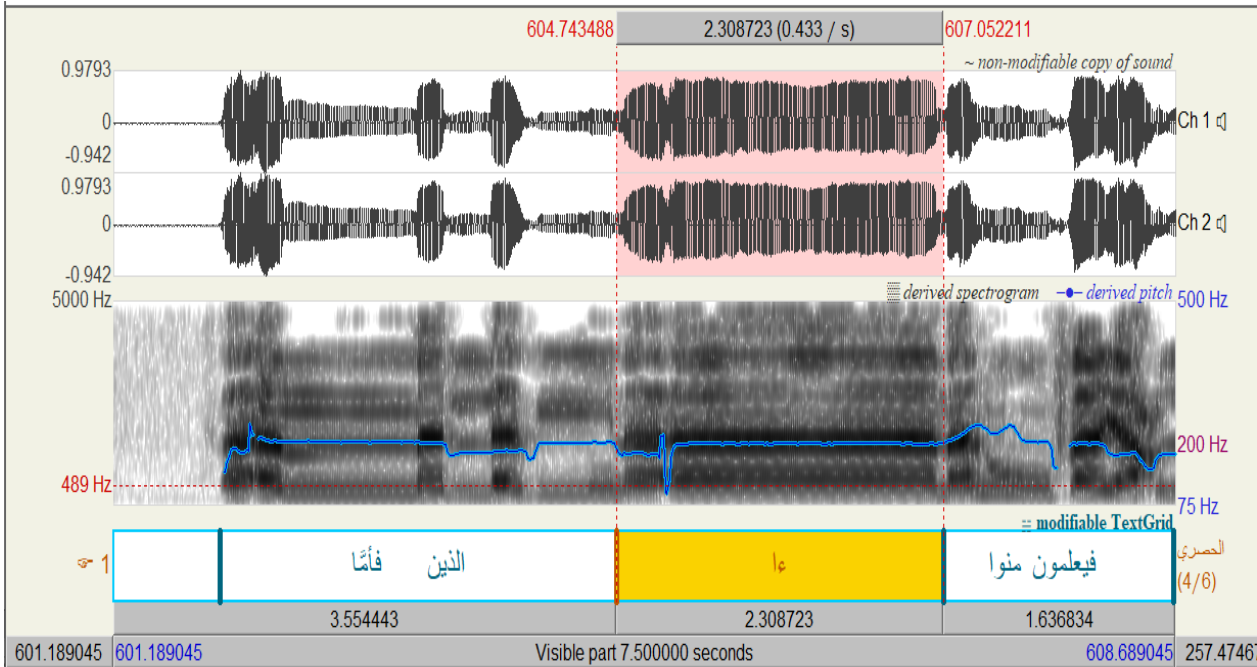 604.743488 2.308723 (0.433 / s) 607.052211
~ non-modifiable copy of sound
0.9793
0
-0.942
Ch 1
0.9793
0
-0.942
Ch 2
5000 Hz derived spectrogram derived pitch 500 Hz
200 Hz
489 Hz
75 Hz
modifiable TextGrid
1
الذين فأمَّا
ءا
فيعلمون منوا
الحصري
(4/6)
3.554443 2.308723 1.636834
601.189045 601.189045 Visible part 7.500000 seconds 608.689045 257.4746